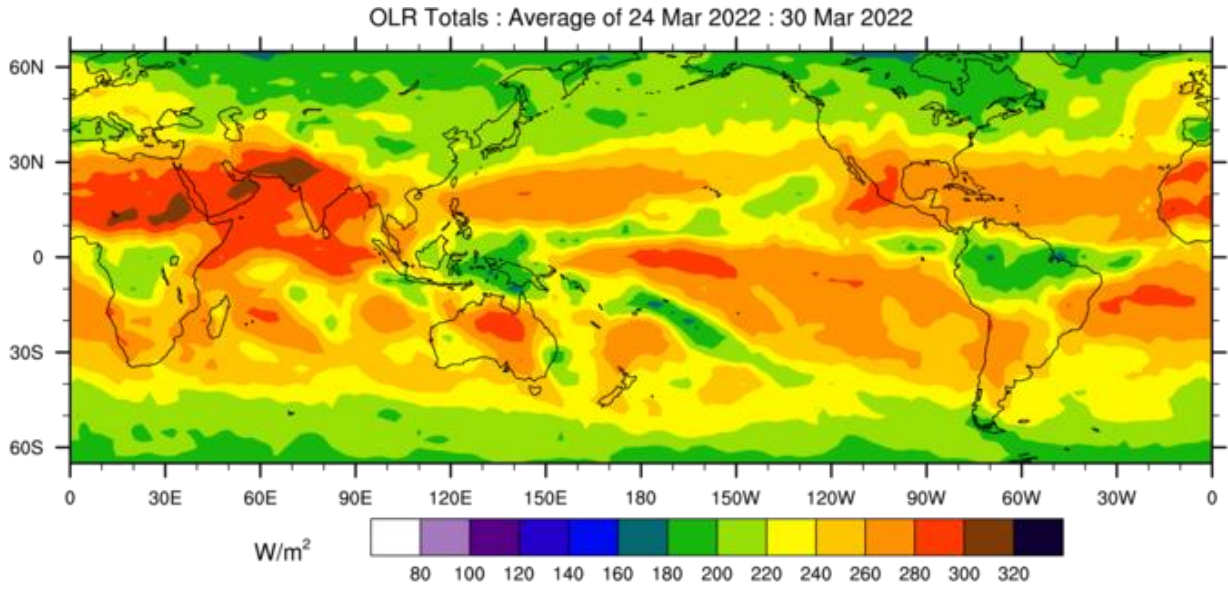 OLR Totals : Average of 24 Mar 2022 : 30 Mar 2022
60N
30N
0
30S
60S
0 30E 60E 90E 120E 150E 180 150W 120W 90W 60W 30W 0
W/m²
80 100 120 140 160 180 200 220 240 260 280 300 320